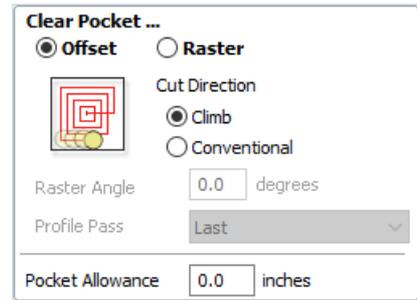 Clear Pocket ...
Offset Raster
Cut Direction
Climb
Conventional
Raster Angle 0.0 degrees
Profile Pass Last
Pocket Allowance 0.0 inches